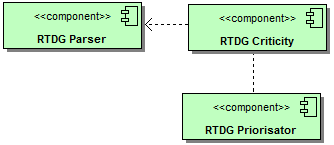 <<component>>
RTDG Parser
<<component>>
RTDG Criticity
<<component>>
RTDG Priorisator